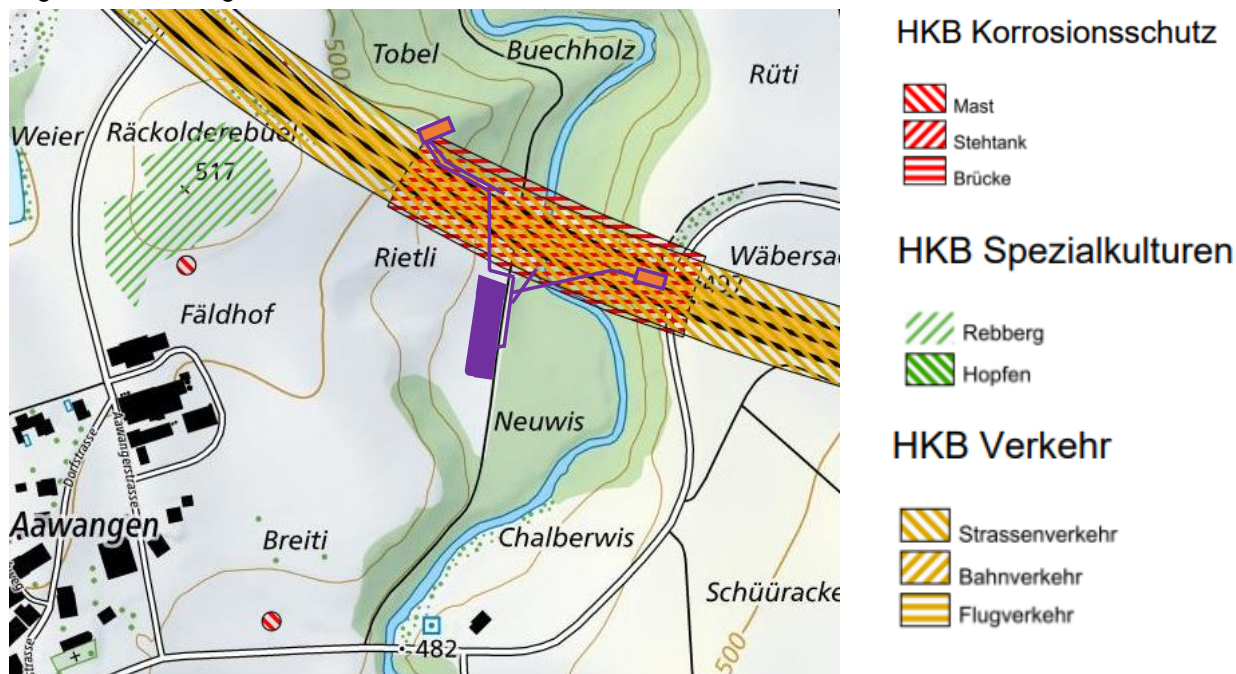 500
Tobel
Buechholz
Rüti
Weier
Räckolderebüel
517
Rietli
Wäbersa
Fäldhof
Neuwis
Aawangerstrasse
Dorfstrasse
Aawangen
Breiti
Chalberwis
Schüüracke
482
500
HKB Korrosionsschutz
Mast
Stehtank
Brücke
HKB Spezialkulturen
Rebberg
Hopfen
HKB Verkehr
Strassenverkehr
Bahnverkehr
Flugverkehr